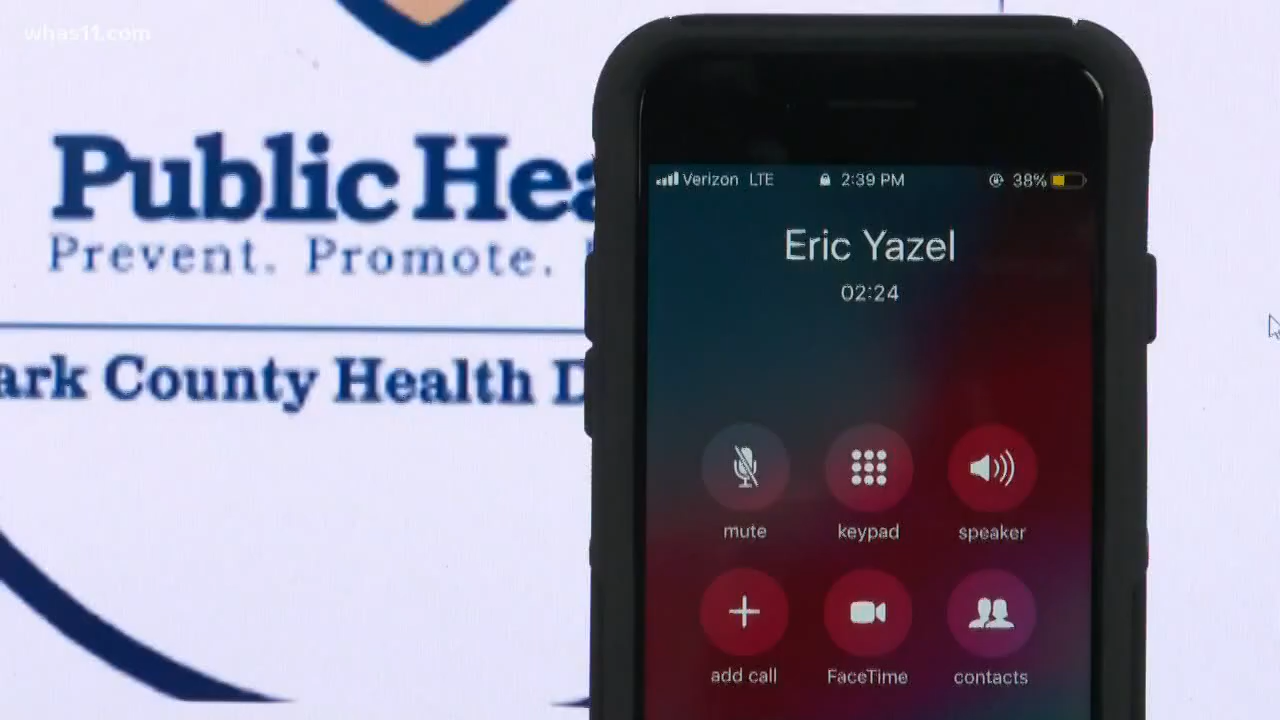 whas11.com
Public Hea
Prevent. Promote.
ark County Health D
Verizon LTE 2:39 PM 38%
Eric Yazel
02:24
mute keypad speaker
add call FaceTime contacts